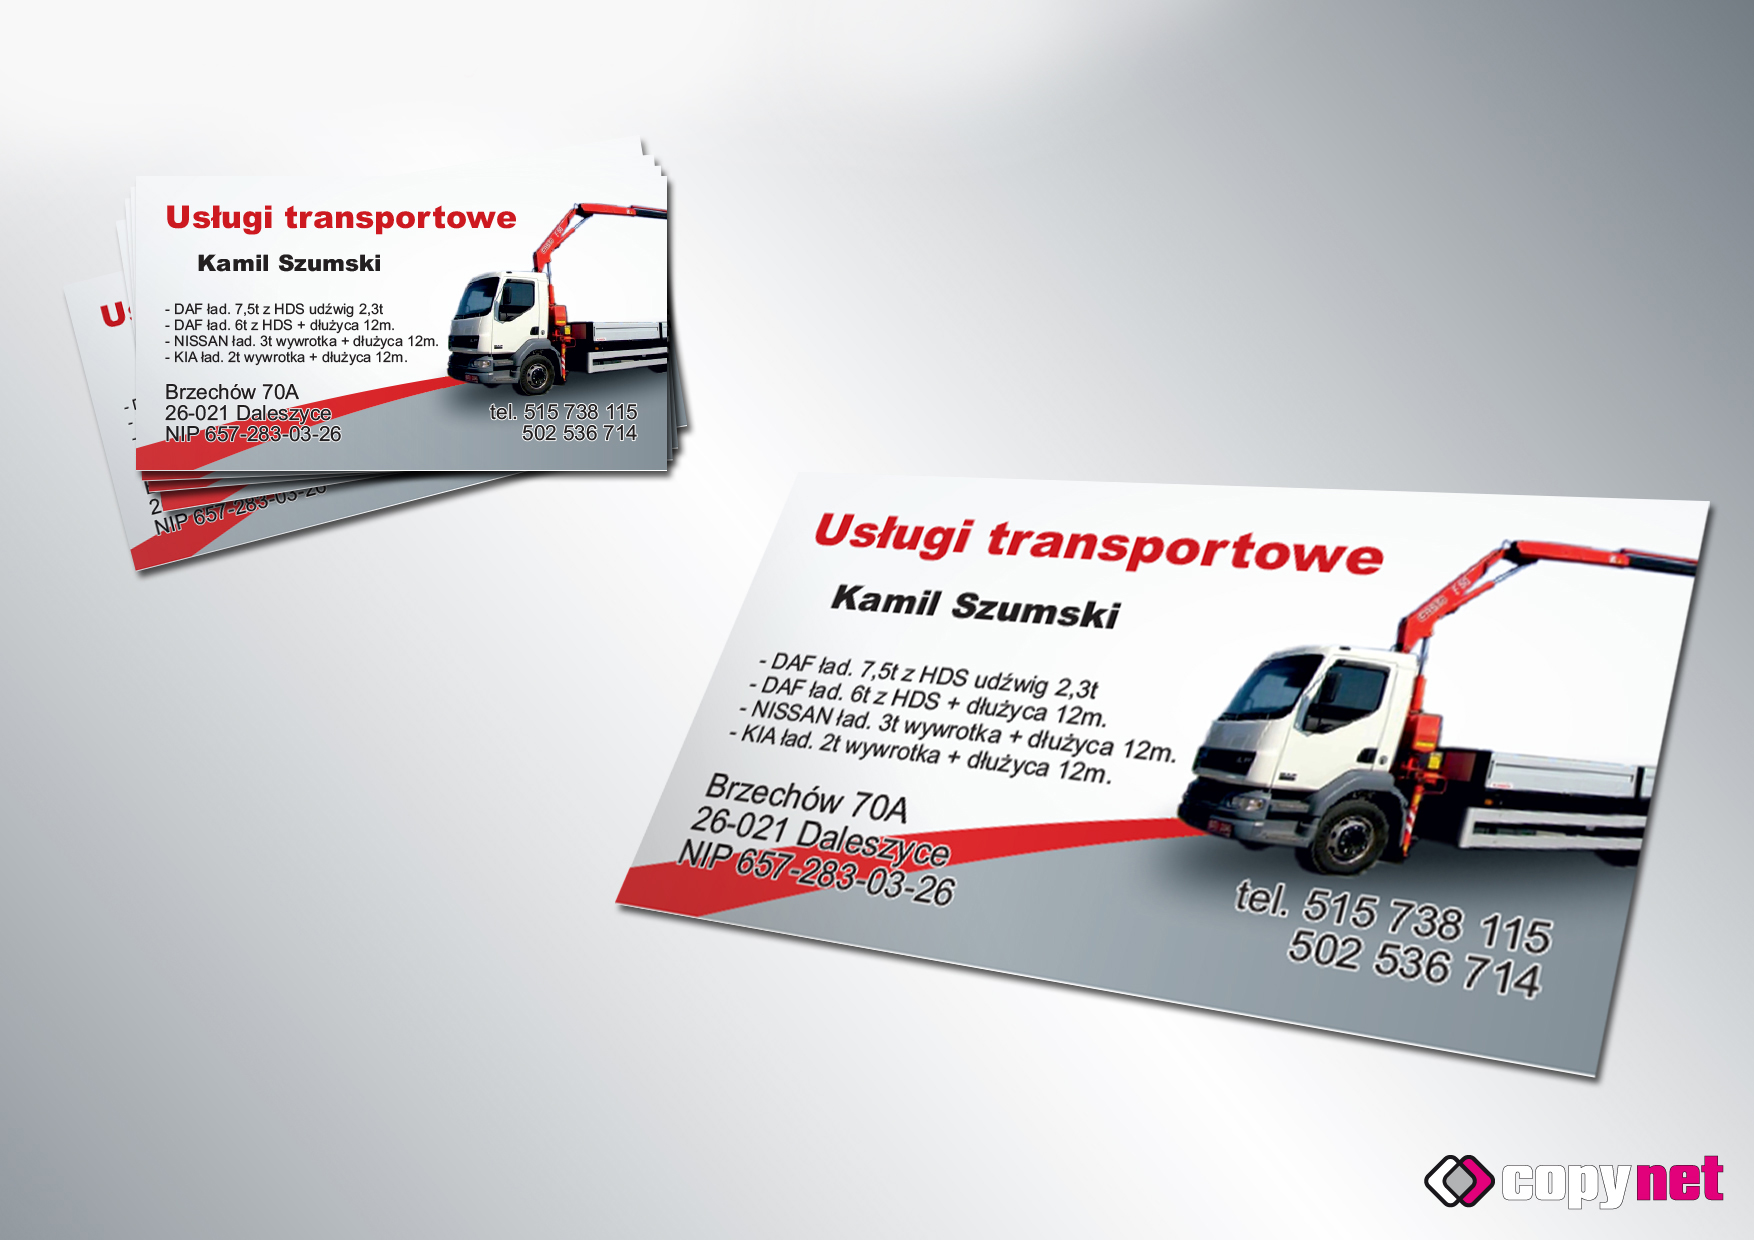 Usługi transportowe
Kamil Szumski
- DAF ład. 7,5t z HDS udźwig 2,3t
- DAF ład. 6t z HDS + dłużyca 12m.
- NISSAN ład. 3t wywrotka + dłużyca 12m.
- KIA ład. 2t wywrotka + dłużyca 12m.
Brzechów 70A
26-021 Daleszyce
NIP 657-283-03-26
tel. 515 738 115
502 536 714
NIP 657-283-03-26
Usługi transportowe
Kamil Szumski
- DAF ład. 7,5t z HDS udźwig 2,3t
- DAF ład. 6t z HDS + dłużyca 12m.
- NISSAN ład. 3t wywrotka + dłużyca 12m.
- KIA ład. 2t wywrotka + dłużyca 12m.
Brzechów 70A
26-021 Daleszyce
NIP 657-283-03-26
tel. 515 738 115
502 536 714
copynet